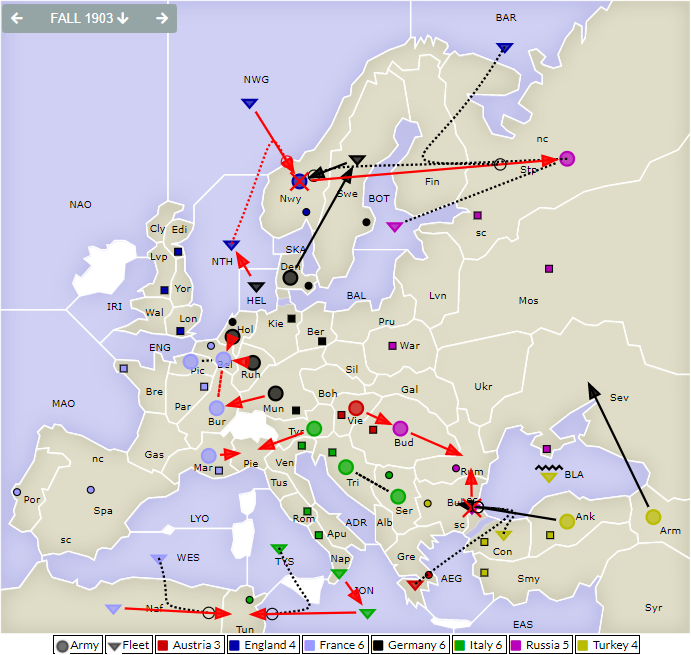 FALL 1903
BAR
NWG
nc
Stp
Fin
Nwy
Swe
BOT
sc
NAO
Cly Edi
SKA
Den
Lvp
NTH
HEL
BAL
Lvn
Mos
Yor
IRI
Wal
Lon
Hol
Kie
Ber
Pru
ENG
War
Pic
Bel
Ruh
Sil
Bre
Boh
Gal
Ukr
MAO
Par
Mun
Sev
Bur
Vie
Tyr
Bud
Gas
nc
Mar
Pie
Ven
Rum
BLA
Tri
Por
Spa
Tus
Ser
Bul
ec
Ank
Arm
sc
LYO
Rom
ADR
Alb
sc
Con
Apu
WES
TYS
Nap
Gre
AEG
Smy
ION
Syr
Naf
Tun
EAS
Army Fleet Austria 3 England 4 France 6 Germany 6 Italy 6 Russia 5 Turkey 4